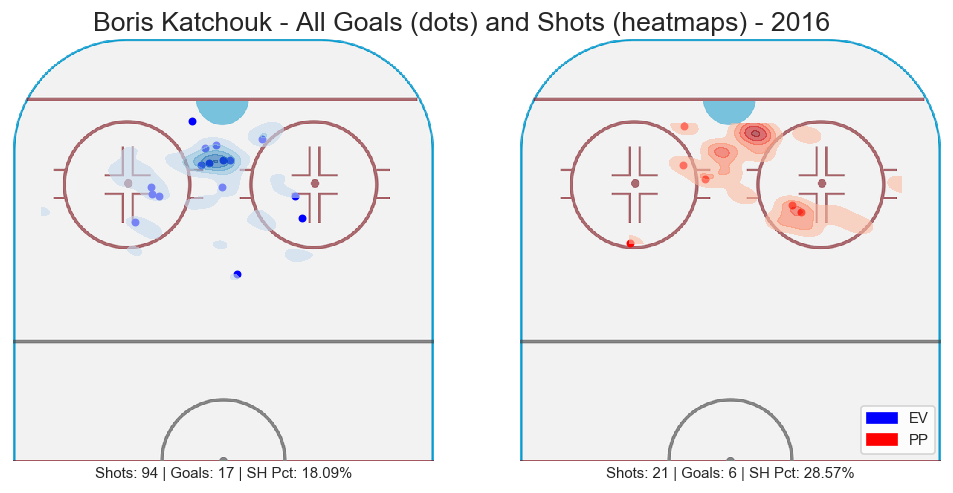 Boris Katchouk - All Goals (dots) and Shots (heatmaps) - 2016
EV
PP
Shots: 94 | Goals: 17 | SH Pct: 18.09%
Shots: 21 | Goals: 6 | SH Pct: 28.57%